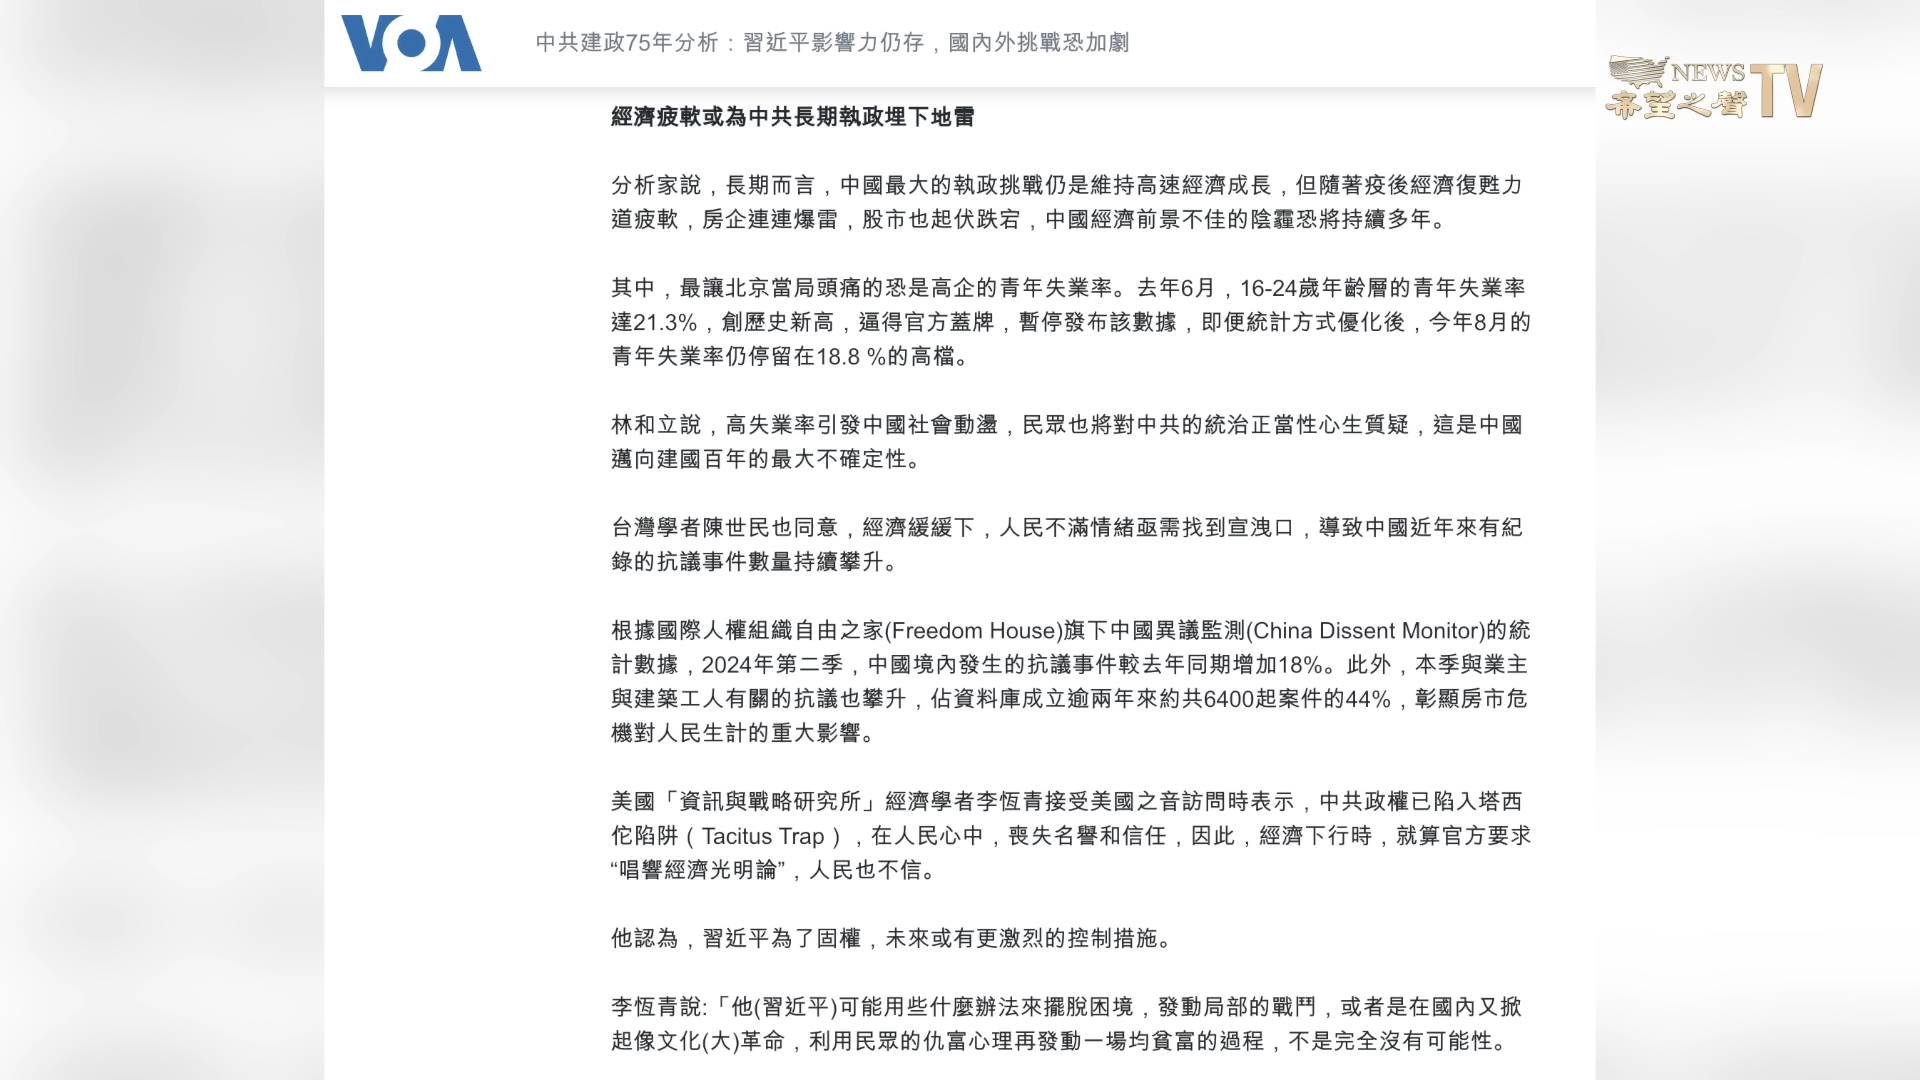 VOA
中共建政75年分析：習近平影響力仍存，國內外挑戰恐加劇
NEWS
希望之聲TV
經濟疲軟或為中共長期執政埋下地雷
分析家說，長期而言，中國最大的執政挑戰仍是維持高速經濟成長，但隨著疫後經濟復甦力
道疲軟，房企連連爆雷，股市也起伏跌宕，中國經濟前景不佳的陰霾恐將持續多年。
其中，最讓北京當局頭痛的恐是高企的青年失業率。去年6月，16-24歲年齡層的青年失業率
達21.3%，創歷史新高，逼得官方蓋牌，暫停發布該數據，即便統計方式優化後，今年8月的
青年失業率仍停留在18.8 %的高檔。
林和立說，高失業率引發中國社會動盪，民眾也將對中共的統治正當性心生質疑，這是中國
邁向建國百年的最大不確定性。
台灣學者陳世民也同意，經濟緩緩下，人民不滿情緒亟需找到宣洩口，導致中國近年來有紀
錄的抗議事件數量持續攀升。
根據國際人權組織自由之家(Freedom House)旗下中國異議監測(China Dissent Monitor)的統
計數據，2024年第二季，中國境內發生的抗議事件較去年同期增加18%。此外，本季與業主
與建築工人有關的抗議也攀升，佔資料庫成立逾兩年來約共6400起案件的44%，彰顯房市危
機對人民生計的重大影響。
美國「資訊與戰略研究所」經濟學者李恆青接受美國之音訪問時表示，中共政權已陷入塔西
佗陷阱（Tacitus Trap），在人民心中，喪失名譽和信任，因此，經濟下行時，就算官方要求
“唱響經濟光明論”，人民也不信。
他認為，習近平為了固權，未來或有更激烈的控制措施。
李恆青說:「他(習近平)可能用些什麼辦法來擺脫困境，發動局部的戰鬥，或者是在國內又掀
起像文化(大)革命，利用民眾的仇富心理再發動一場均貧富的過程，不是完全沒有可能性。